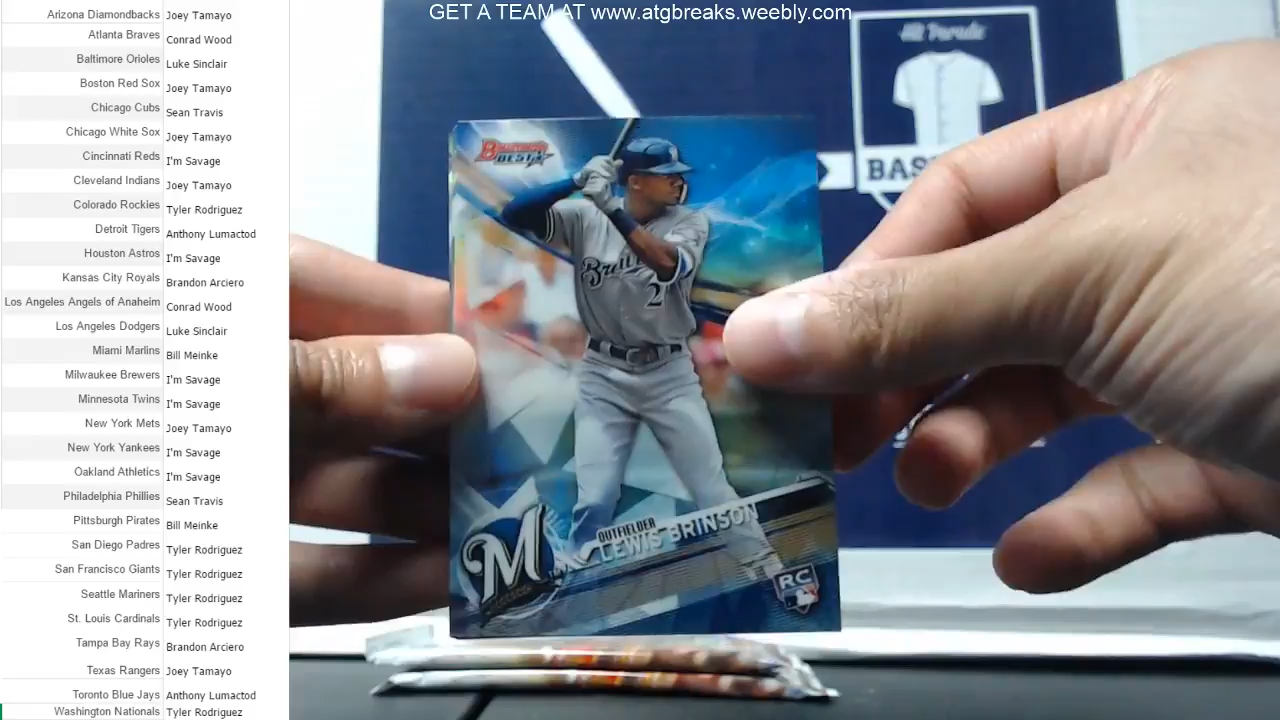 GET A TEAM AT www.atgbreaks.weebly.com
Arizona Diamondbacks Joey Tamayo
Atlanta Braves Conrad Wood
Baltimore Orioles Luke Sinclair
Boston Red Sox Joey Tamayo
Chicago Cubs Sean Travis
Chicago White Sox Joey Tamayo
Cincinnati Reds I'm Savage
Cleveland Indians Joey Tamayo
Colorado Rockies Tyler Rodriguez
Detroit Tigers Anthony Lumactod
Houston Astros I'm Savage
Kansas City Royals Brandon Arciero
Los Angeles Angels of Anaheim Conrad Wood
Los Angeles Dodgers Luke Sinclair
Miami Marlins Bill Meinke
Milwaukee Brewers I'm Savage
Minnesota Twins I'm Savage
New York Mets Joey Tamayo
New York Yankees I'm Savage
Oakland Athletics I'm Savage
Philadelphia Phillies Sean Travis
Pittsburgh Pirates Bill Meinke
San Diego Padres Tyler Rodriguez
San Francisco Giants Tyler Rodriguez
Seattle Mariners Tyler Rodriguez
St. Louis Cardinals Tyler Rodriguez
Tampa Bay Rays Brandon Arciero
Texas Rangers Joey Tamayo
Toronto Blue Jays Anthony Lumactod
Washington Nationals Tyler Rodriguez
Hit Parade
BAS
BOWMAN'S
BEST
Brew
2
M
OUTFIELDER
LEWIS BRINSON
RC